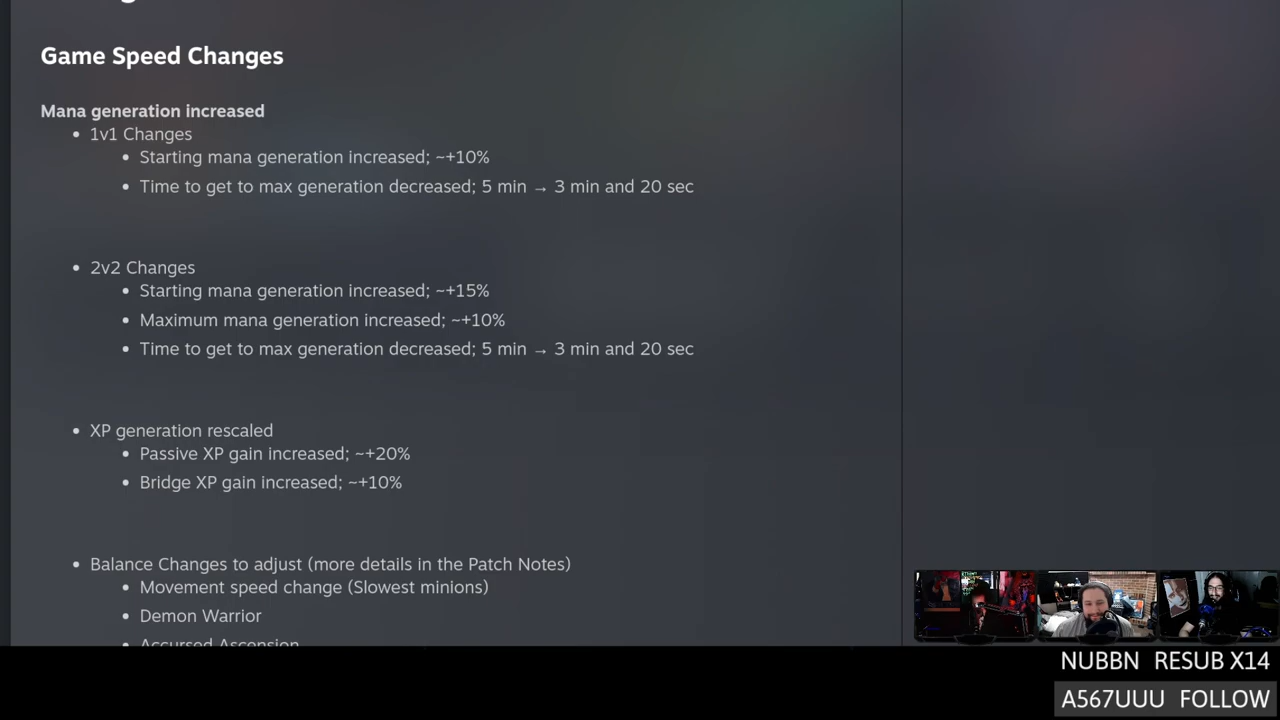 Game Speed Changes
Mana generation increased
• 1v1 Changes
• Starting mana generation increased; ~+10%
• Time to get to max generation decreased; 5 min → 3 min and 20 sec
• 2v2 Changes
• Starting mana generation increased; ~+15%
• Maximum mana generation increased; ~+10%
• Time to get to max generation decreased; 5 min → 3 min and 20 sec
• XP generation rescaled
• Passive XP gain increased; ~+20%
• Bridge XP gain increased; ~+10%
• Balance Changes to adjust (more details in the Patch Notes)
• Movement speed change (Slowest minions)
• Demon Warrior
• Accursed Ascension
NUBBN RESUB X14
A567UUU FOLLOW